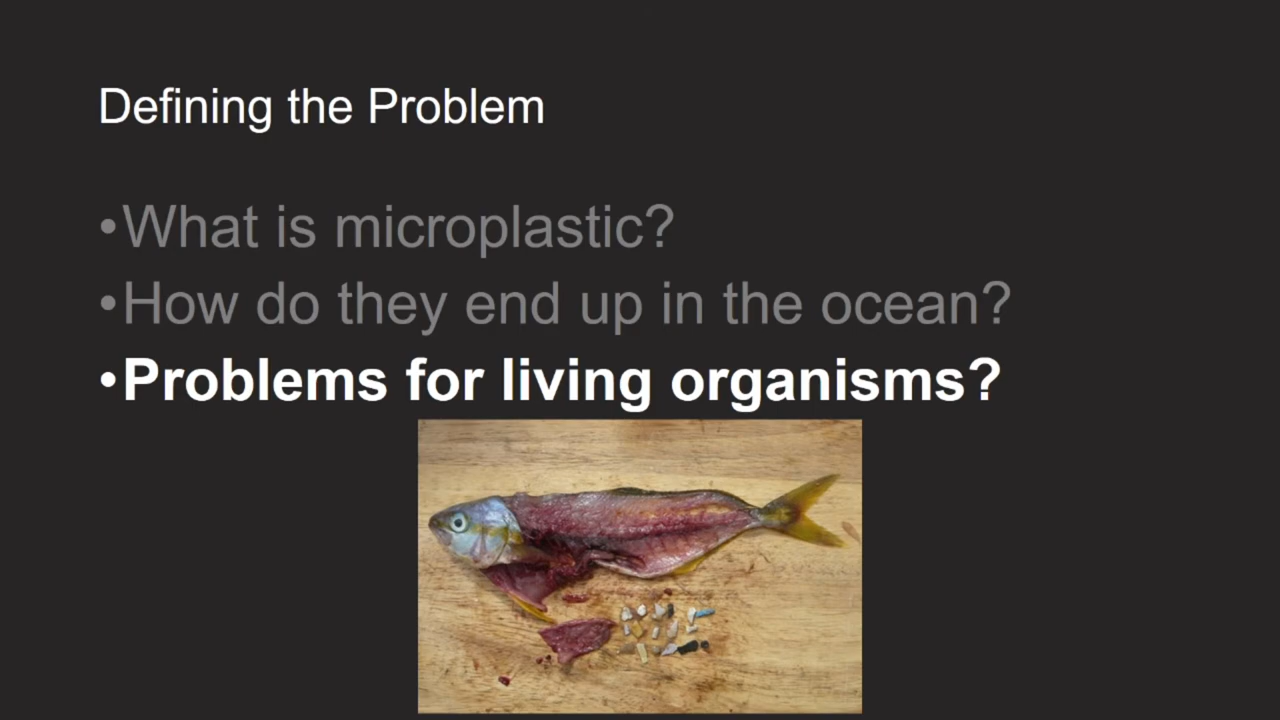 Defining the Problem
•What is microplastic?
•How do they end up in the ocean?
•Problems for living organisms?